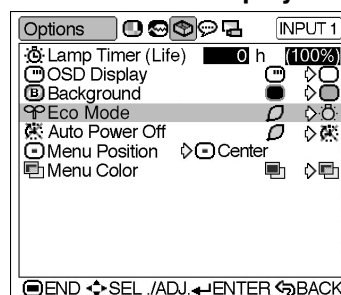 Options INPUT 1
Lamp Timer (Life) 0 h (100%)
OSD Display
B Background
Eco Mode
Auto Power Off
Menu Position Center
Menu Color
END SEL ./ADJ. ENTER BACK